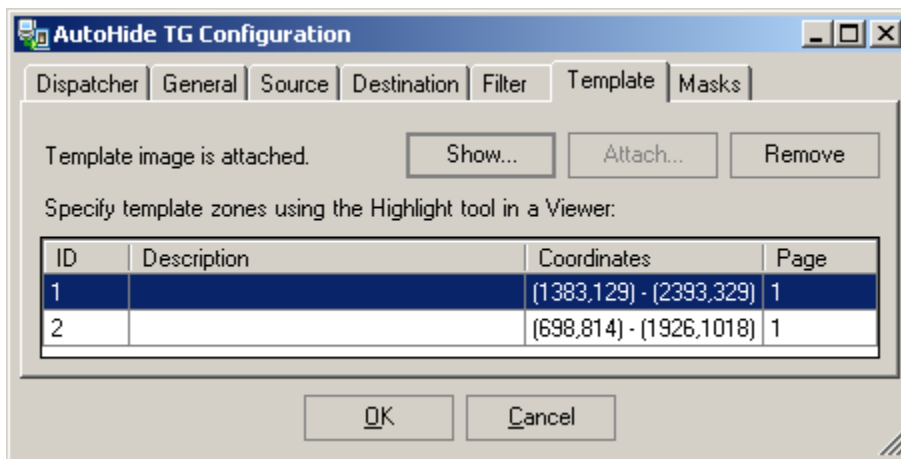 AutoHide TG Configuration
Dispatcher General Source Destination Filter Template Masks
Template image is attached. Show... Attach... Remove
Specify template zones using the Highlight tool in a Viewer:
ID Description Coordinates Page
1 (1383,129) - (2393,329) 1
2 (698,814) - (1926,1018) 1
OK Cancel